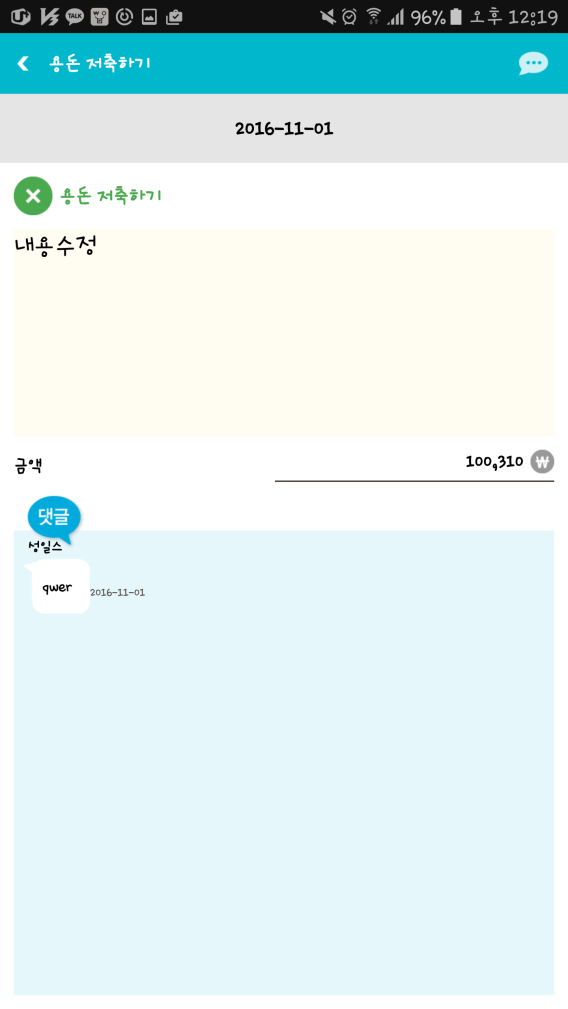 TALK
W O
96% 오후 12:19
용돈 저축하기
2016-11-01
용돈 저축하기
내용수정
금액 100,310 ₩
댓글
성일스
qwer 2016-11-01